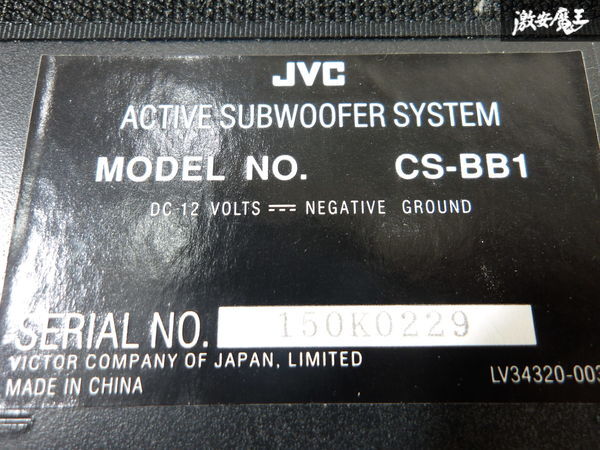 激安魔王
JVC
ACTIVE SUBWOOFER SYSTEM
MODEL NO. CS-BB1
DC 12 VOLTS ⎓ NEGATIVE GROUND
SERIAL NO. 150K0229
VICTOR COMPANY OF JAPAN, LIMITED
MADE IN CHINA LV34320-003